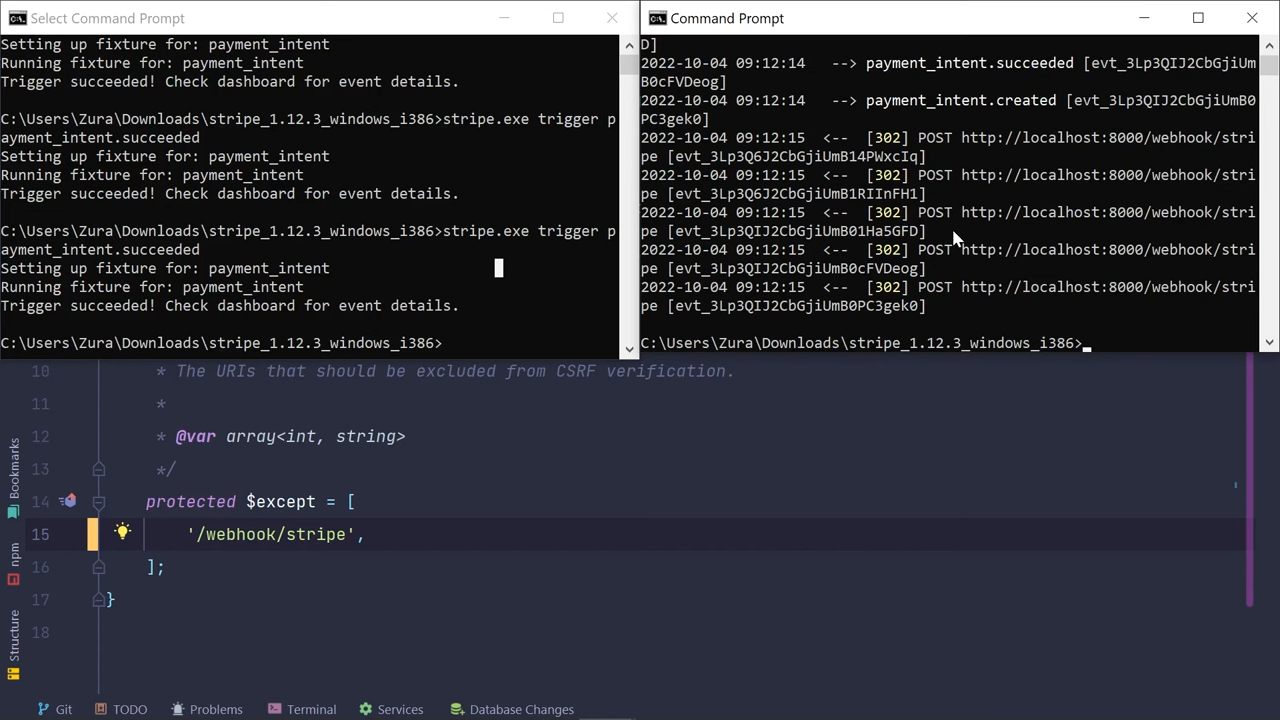 Select Command Prompt
Setting up fixture for: payment_intent
Running fixture for: payment_intent
Trigger succeeded! Check dashboard for event details.
C:\Users\Zura\Downloads\stripe_1.12.3_windows_i386>stripe.exe trigger p
ayment_intent.succeeded
Setting up fixture for: payment_intent
Running fixture for: payment_intent
Trigger succeeded! Check dashboard for event details.
C:\Users\Zura\Downloads\stripe_1.12.3_windows_i386>stripe.exe trigger p
ayment_intent.succeeded
Setting up fixture for: payment_intent
Running fixture for: payment_intent
Trigger succeeded! Check dashboard for event details.
C:\Users\Zura\Downloads\stripe_1.12.3_windows_i386>
Command Prompt
D]
2022-10-04 09:12:14 --> payment_intent.succeeded [evt_3Lp3QIJ2CbGjiUm
B0cFVDeog]
2022-10-04 09:12:14 --> payment_intent.created [evt_3Lp3QIJ2CbGjiUmB0
PC3gek0]
2022-10-04 09:12:15 <-- [302] POST http://localhost:8000/webhook/stri
pe [evt_3Lp3Q6J2CbGjiUmB14PWxcIq]
2022-10-04 09:12:15 <-- [302] POST http://localhost:8000/webhook/stri
pe [evt_3Lp3Q6J2CbGjiUmB1RIInFH1]
2022-10-04 09:12:15 <-- [302] POST http://localhost:8000/webhook/stri
pe [evt_3Lp3QIJ2CbGjiUmB01Ha5GFD]
2022-10-04 09:12:15 <-- [302] POST http://localhost:8000/webhook/stri
pe [evt_3Lp3QIJ2CbGjiUmB0cFVDeog]
2022-10-04 09:12:15 <-- [302] POST http://localhost:8000/webhook/stri
pe [evt_3Lp3QIJ2CbGjiUmB0PC3gek0]
C:\Users\Zura\Downloads\stripe_1.12.3_windows_i386>
Bookmarks
npm
Structure
10 * The URIs that should be excluded from CSRF verification.
11 *
12 * @var array<int, string>
13 */
14 protected $except = [
15 '/webhook/stripe',
16 ];
17 }
18
Git TODO Problems Terminal Services Database Changes